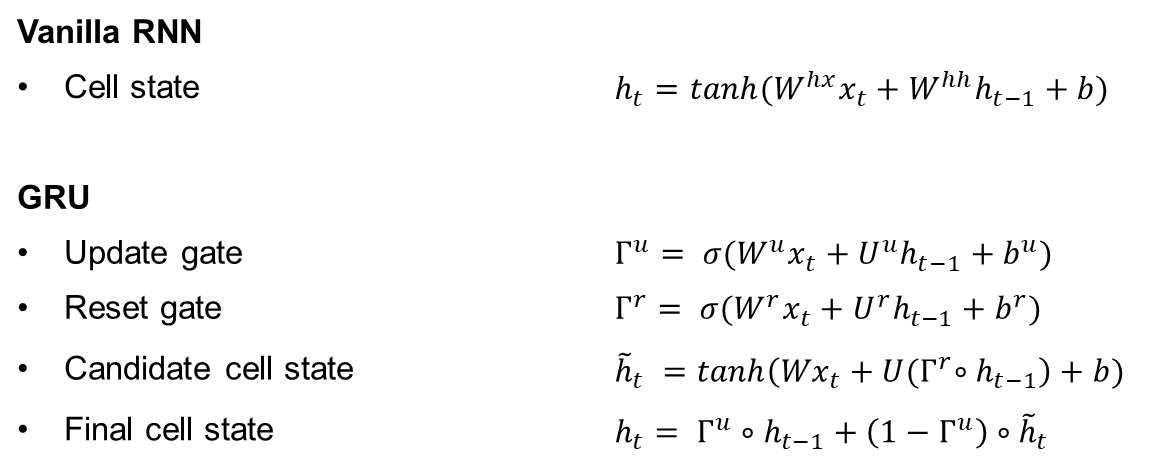 Vanilla RNN
• Cell state h_t = tanh(W^{hx}x_t + W^{hh}h_{t−1} + b)
GRU
• Update gate Γ^u = σ(W^u x_t + U^u h_{t−1} + b^u)
• Reset gate Γ^r = σ(W^r x_t + U^r h_{t−1} + b^r)
• Candidate cell state h̃_t = tanh(Wx_t + U(Γ^r ∘ h_{t−1}) + b)
• Final cell state h_t = Γ^u ∘ h_{t−1} + (1 − Γ^u) ∘ h̃_t